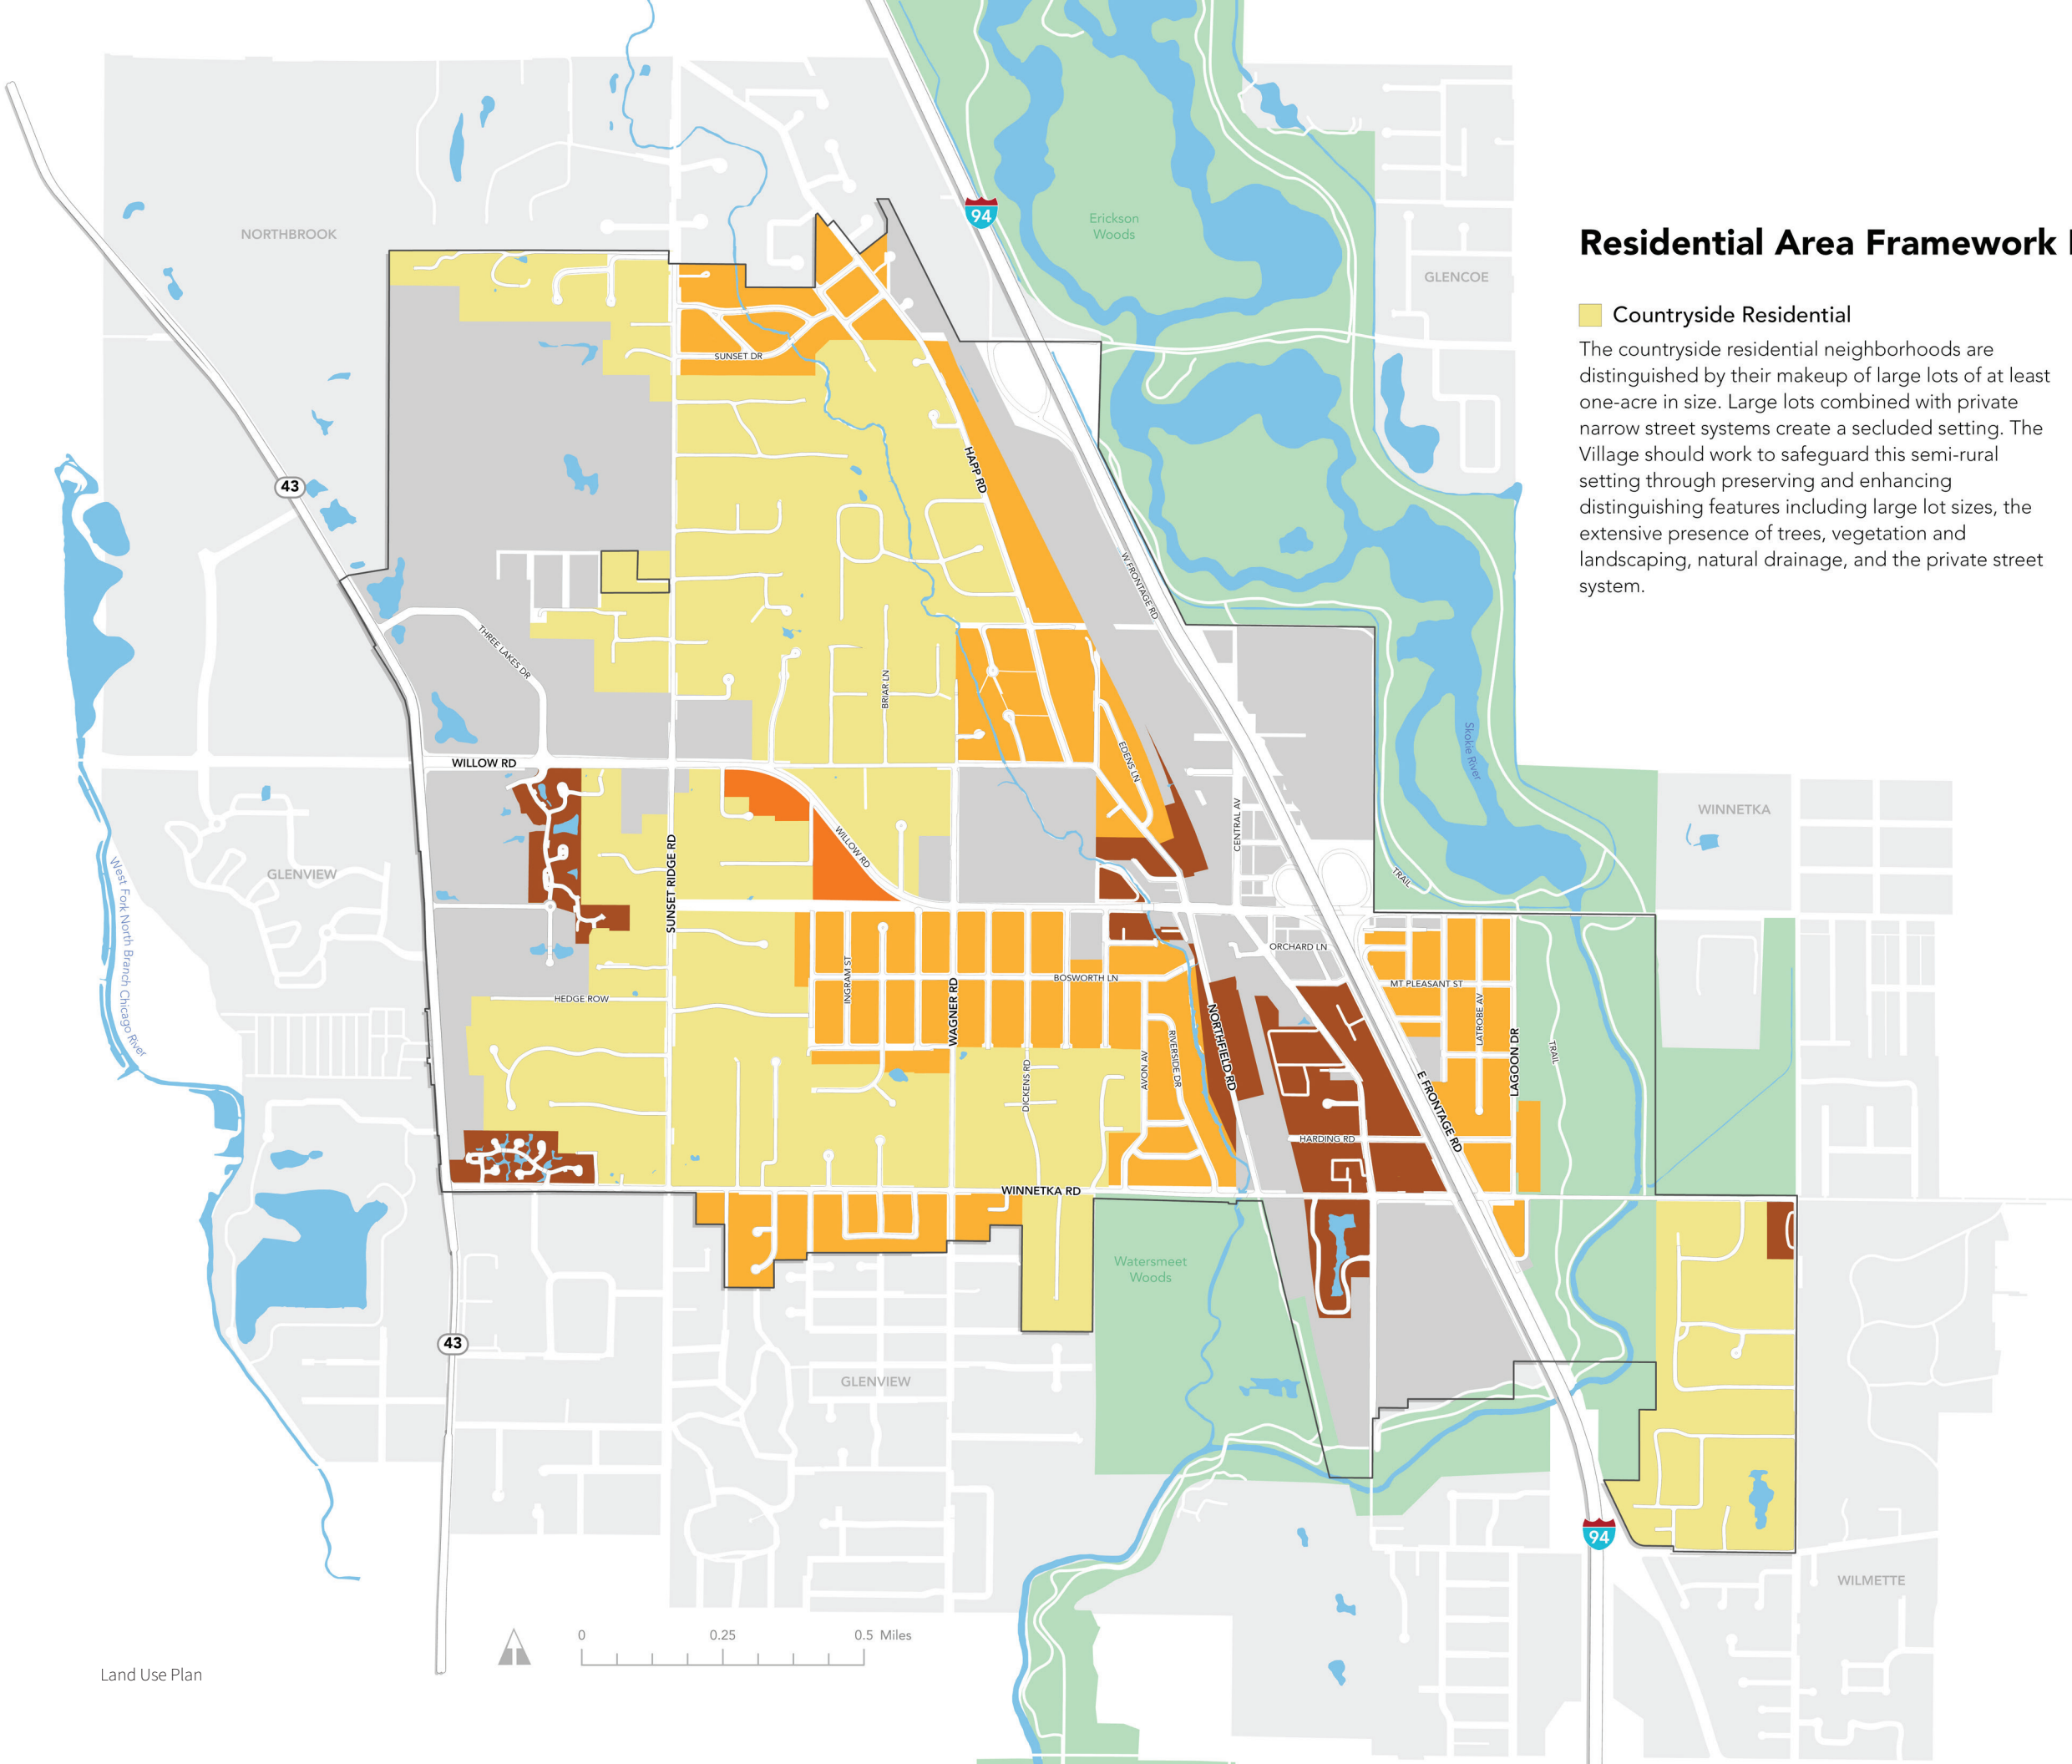 94
Erickson
Woods
NORTHBROOK
GLENCOE
Residential Area Framework
Countryside Residential
The countryside residential neighborhoods are
distinguished by their makeup of large lots of at least
one-acre in size. Large lots combined with private
narrow street systems create a secluded setting. The
Village should work to safeguard this semi-rural
setting through preserving and enhancing
distinguishing features including large lot sizes, the
extensive presence of trees, vegetation and
landscaping, natural drainage, and the private street
system.
SUNSET DR
HAPP RD
43
W FRONTAGE RD
THREE LAKES DR
BRIAR LN
EDENS LN
Skokie River
WILLOW RD
WINNETKA
CENTRAL AV
WILLOW RD
SUNSET RIDGE RD
GLENVIEW
West Fork North Branch Chicago River
TRAIL
ORCHARD LN
INGRAM ST
BOSWORTH LN
MT PLEASANT ST
HEDGE ROW
WAGNER RD
NORTHFIELD RD
LATROBE AV
LAGOON DR
TRAIL
RIVERSIDE DR
AVON AV
DICKENS RD
E FRONTAGE RD
HARDING RD
WINNETKA RD
Watersmeet
Woods
43
GLENVIEW
94
WILMETTE
0
0.25
0.5 Miles
Land Use Plan